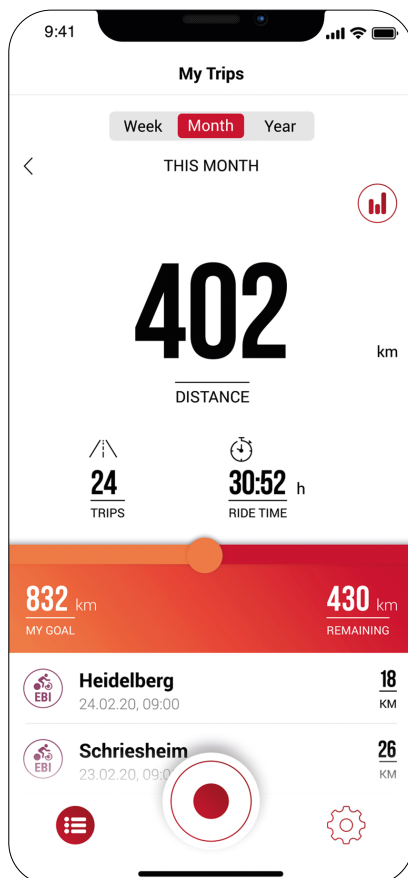 9:41
My Trips
Week Month Year
THIS MONTH
402 km
DISTANCE
24 30:52 h
TRIPS RIDE TIME
832 km 430 km
MY GOAL REMAINING
EBI Heidelberg 18
24.02.20, 09:00 KM
EBI Schriesheim 26
23.02.20, 09:0 KM